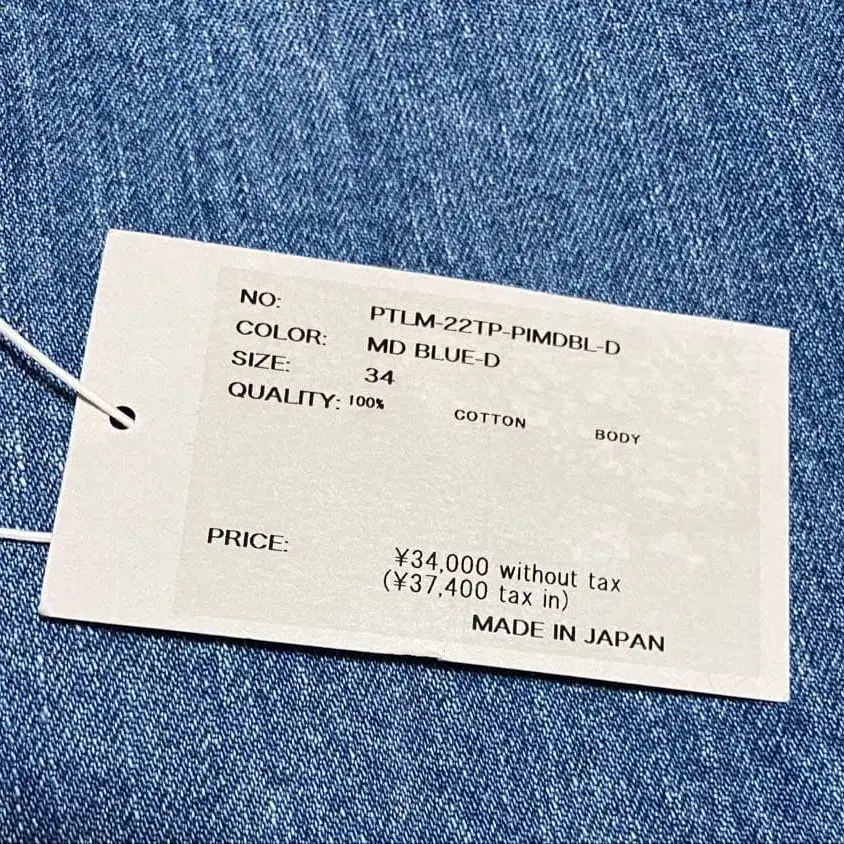 NO: PTLM-22TP-PIMDBL-D
COLOR: MD BLUE-D
SIZE: 34
QUALITY: 100% COTTON BODY
PRICE: ¥34,000 without tax
(¥37,400 tax in)
MADE IN JAPAN